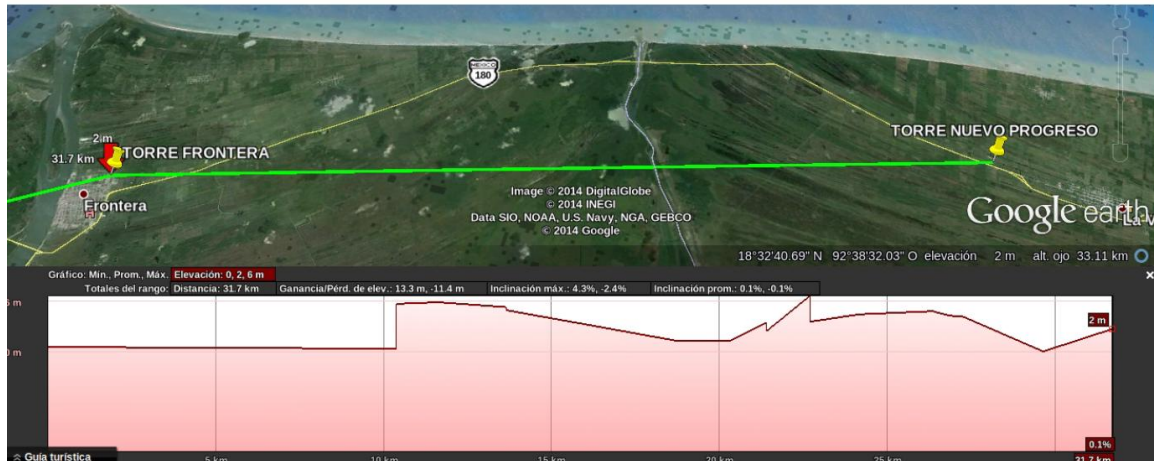 MEXICO
180
2 m
TORRE NUEVO PROGRESO
31.7 km
TORRE FRONTERA
Frontera
Image © 2014 DigitalGlobe
© 2014 INEGI
Data SIO, NOAA, U.S. Navy, NGA, GEBCO
© 2014 Google
Google earth
La V
18°32'40.69" N 92°38'32.03" O elevación 2 m alt. ojo 33.11 km
Gráfico: Mín., Prom., Máx. Elevación: 0, 2, 6 m
Totales del rango: Distancia: 31.7 km Ganancia/Pérd. de elev.: 13.3 m, -11.4 m Inclinación máx.: 4.3%, -2.4% Inclinación prom.: 0.1%, -0.1%
5 m
2 m
0 m
0.1%
Guía turística
5 km 10 km 15 km 20 km 25 km 31.7 km